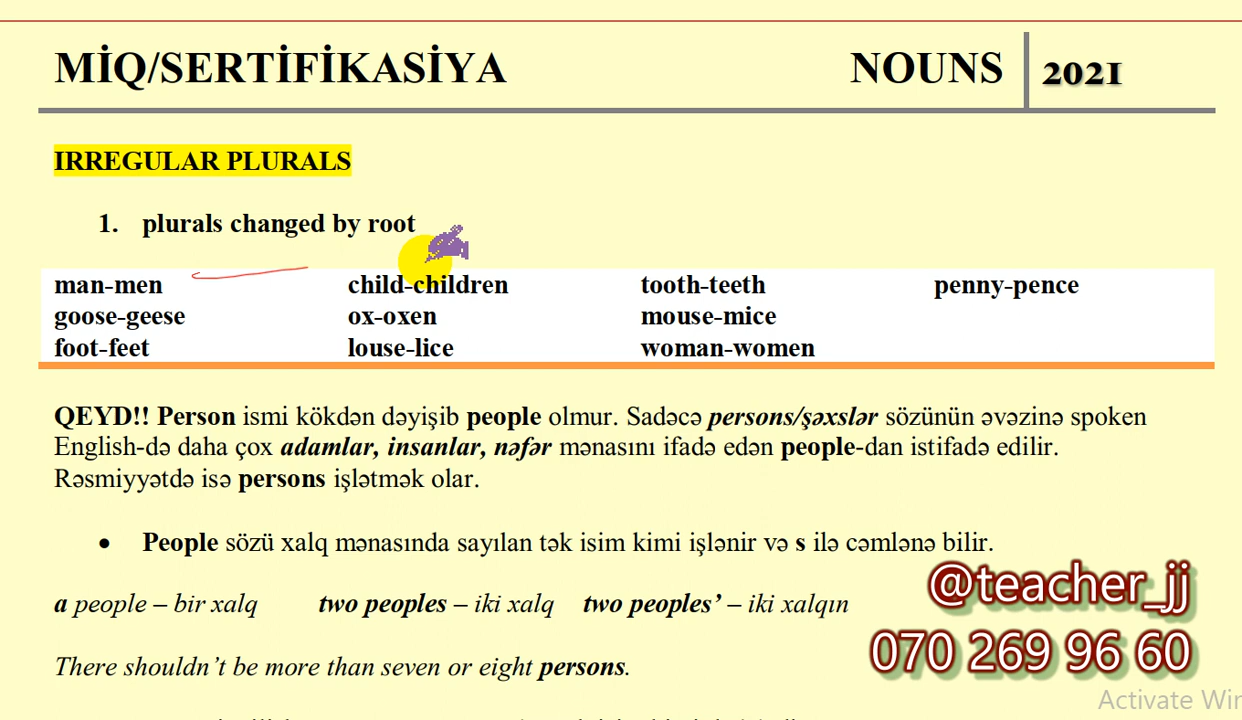 MİQ/SERTİFİKASİYA NOUNS 2021
IRREGULAR PLURALS
1. plurals changed by root
man-men child-children tooth-teeth penny-pence
goose-geese ox-oxen mouse-mice
foot-feet louse-lice woman-women
QEYD!! Person ismi kökdən dəyişib people olmur. Sadəcə persons/şəxslər sözünün əvəzinə spoken
English-də daha çox adamlar, insanlar, nəfər mənasını ifadə edən people-dan istifadə edilir.
Rəsmiyyətdə isə persons işlətmək olar.
• People sözü xalq mənasında sayılan tək isim kimi işlənir və s ilə cəmlənə bilir.
a people – bir xalq two peoples – iki xalq two peoples’ – iki xalqın
@teacher_jj
070 269 96 60
There shouldn’t be more than seven or eight persons.
Activate Wir